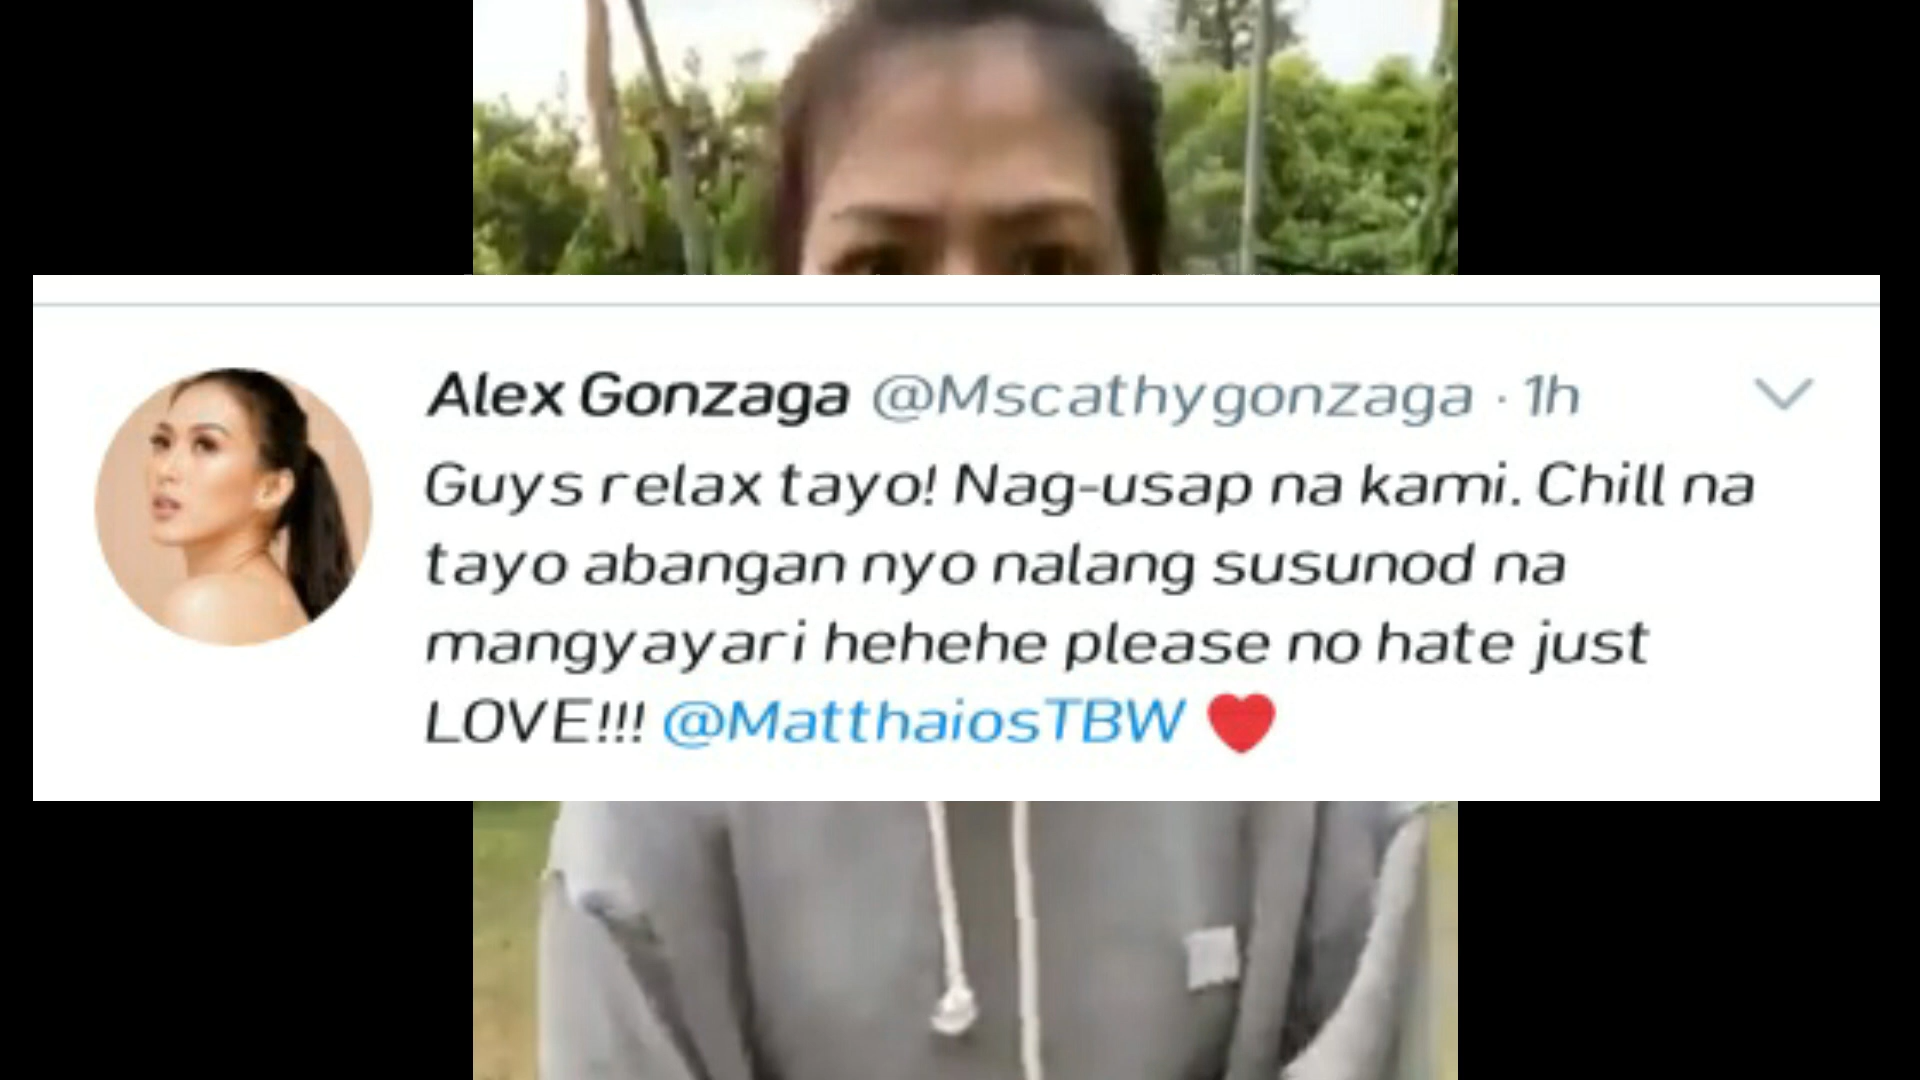 Alex Gonzaga @Mscathygonzaga · 1h
Guys relax tayo! Nag-usap na kami. Chill na
tayo abangan nyo nalang susunod na
mangyayari hehehe please no hate just
LOVE!!! @MatthaiosTBW ❤️